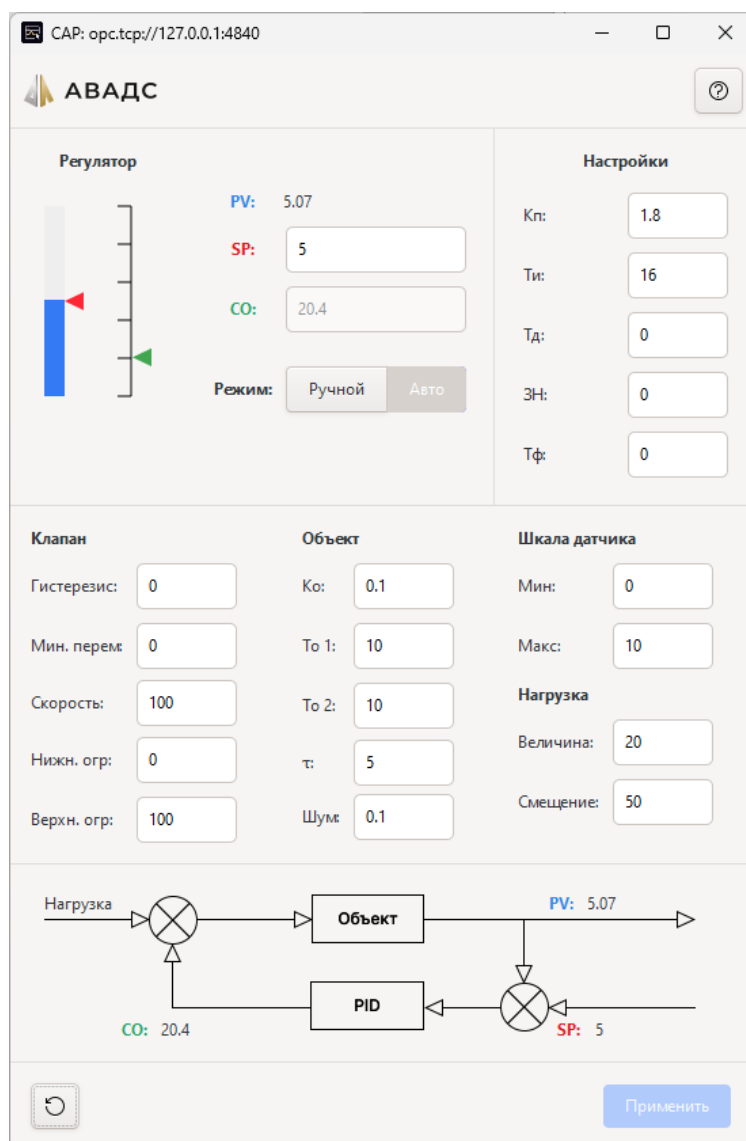 CAP: opc.tcp://127.0.0.1:4840
АВАДС
Регулятор
PV: 5.07
SP: 5
CO: 20.4
Режим: Ручной Авто
Настройки
Кп: 1.8
Ти: 16
Тд: 0
ЗН: 0
Тф: 0
Клапан
Гистерезис: 0
Мин. перем: 0
Скорость: 100
Нижн. огр: 0
Верхн. огр: 100
Объект
Ко: 0.1
То 1: 10
То 2: 10
τ: 5
Шум: 0.1
Шкала датчика
Мин: 0
Макс: 10
Нагрузка
Величина: 20
Смещение: 50
Нагрузка
Объект
PV: 5.07
PID
CO: 20.4
SP: 5
Применить